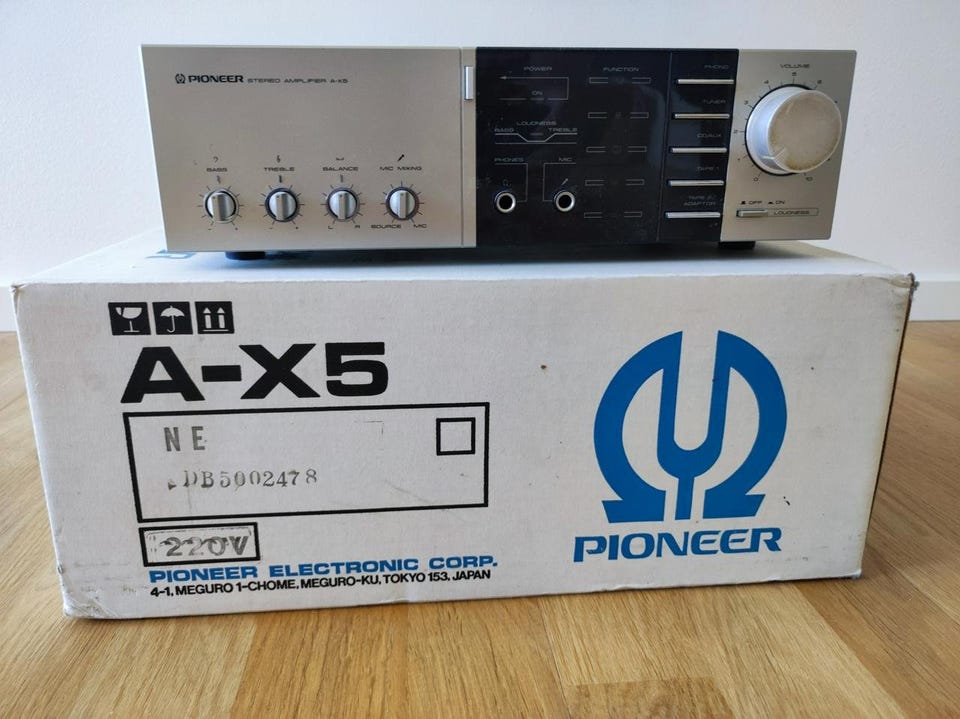 PIONEER STEREO AMPLIFIER A-X5
BASS TREBLE BALANCE MIC MIXING
- + - + L R SOURCE MIC
POWER
ON
LOUDNESS
BASS TREBLE
PHONES MIC
FUNCTION
PHONO
TUNER
CD/AUX
TAPE 1
TAPE 2/
ADAPTOR
VOLUME
OFF ON
LOUDNESS
A-X5
NE
DB5002478
220V
PIONEER ELECTRONIC CORP.
4-1, MEGURO 1-CHOME, MEGURO-KU, TOKYO 153, JAPAN
PIONEER